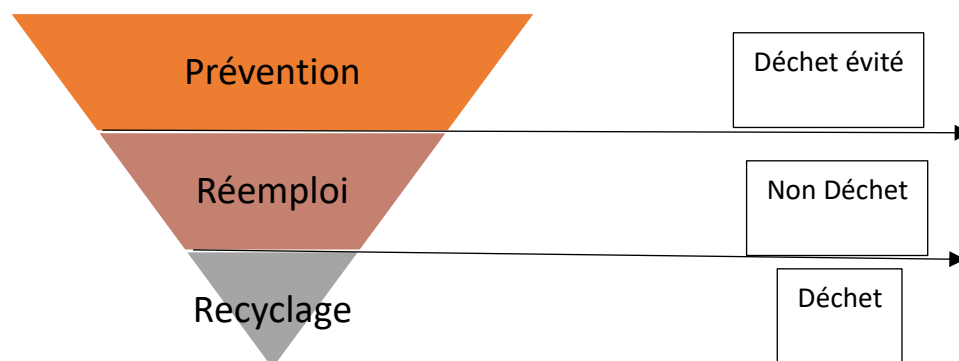 Prévention
Déchet évité
Réemploi
Non Déchet
Recyclage
Déchet